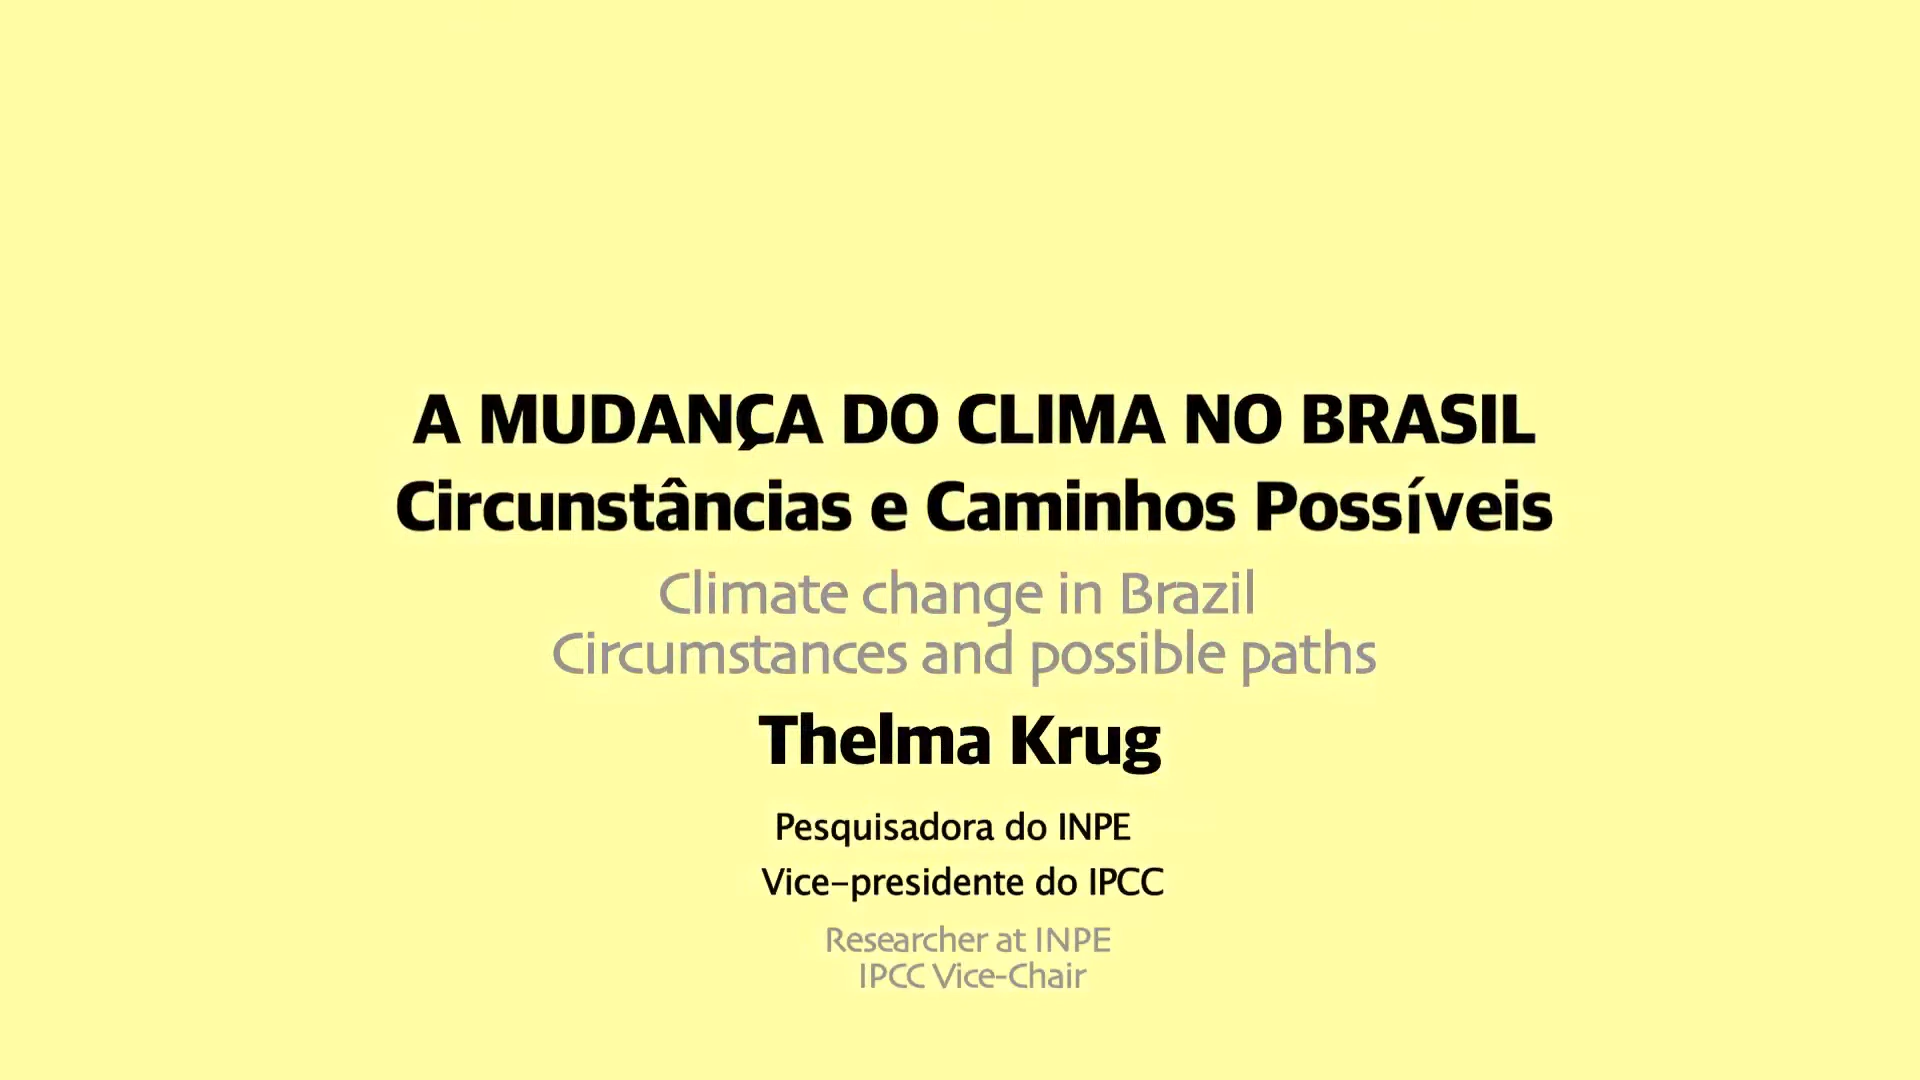 A MUDANÇA DO CLIMA NO BRASIL
Circunstâncias e Caminhos Possíveis
Climate change in Brazil
Circumstances and possible paths
Thelma Krug
Pesquisadora do INPE
Vice-presidente do IPCC
Researcher at INPE
IPCC Vice-Chair